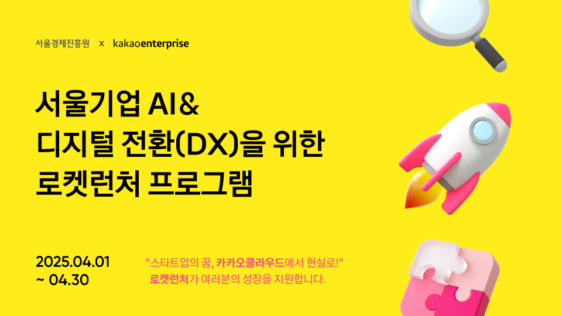 서울경제진흥원 x kakaoenterprise
서울기업 AI&
디지털 전환(DX)을 위한
로켓런처 프로그램
2025.04.01
~ 04.30
"스타트업의 꿈, 카카오클라우드에서 현실로!"
로켓런처가 여러분의 성장을 지원합니다.